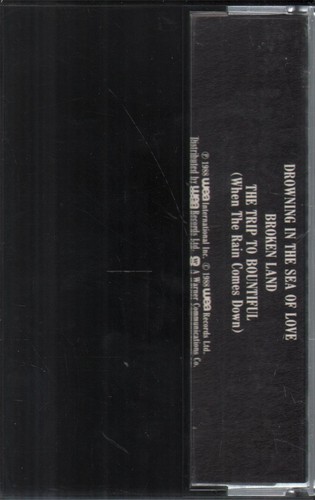 DROWNING IN THE SEA OF LOVE
BROKEN LAND
THE TRIP TO BOUNTIFUL
(When The Rain Comes Down)
℗ 1988 wea International Inc. © 1988 wea Records Ltd.
Distributed by wea Records Ltd. A Warner Communications Co.